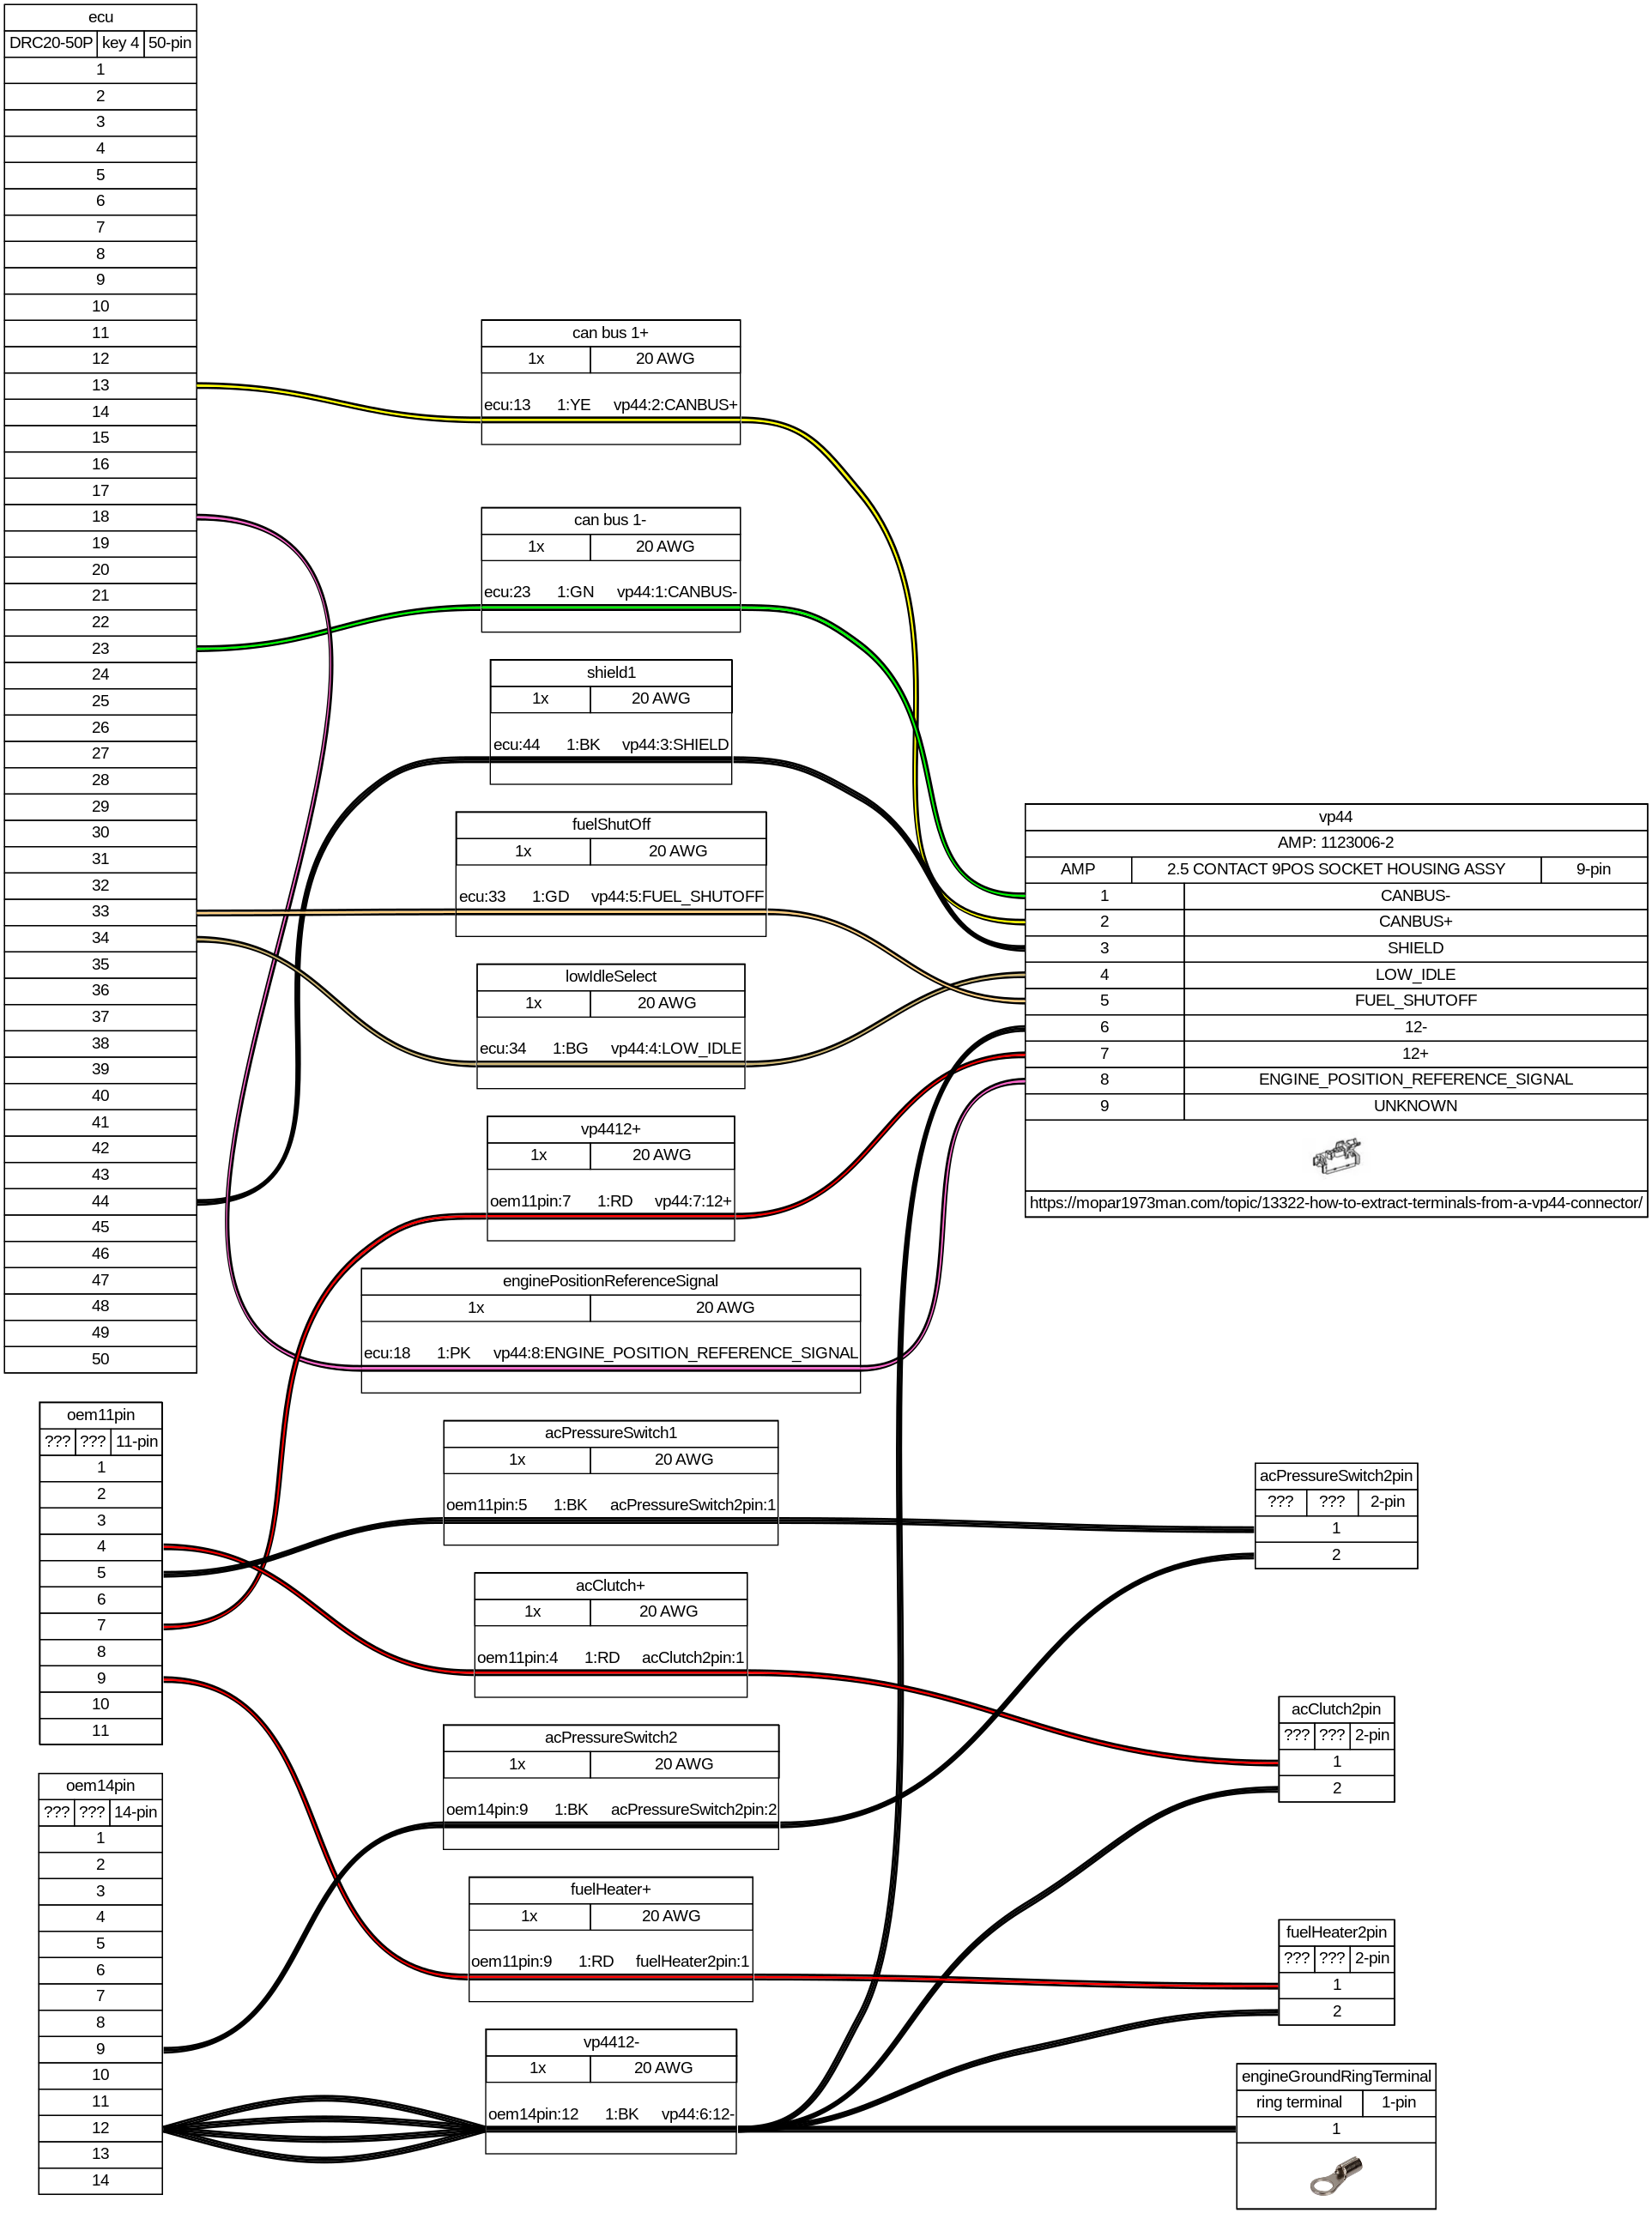 ecu
DRC20-50P key 4 50-pin
1
2
3
4
5
6
7
8
9
10
11
12
13
14
15
16
17
18
19
20
21
22
23
24
25
26
27
28
29
30
31
32
33
34
35
36
37
38
39
40
41
42
43
44
45
46
47
48
49
50
oem11pin
??? ??? 11-pin
1
2
3
4
5
6
7
8
9
10
11
oem14pin
??? ??? 14-pin
1
2
3
4
5
6
7
8
9
10
11
12
13
14
can bus 1+
1x 20 AWG
ecu:13 1:YE vp44:2:CANBUS+
can bus 1-
1x 20 AWG
ecu:23 1:GN vp44:1:CANBUS-
shield1
1x 20 AWG
ecu:44 1:BK vp44:3:SHIELD
fuelShutOff
1x 20 AWG
ecu:33 1:GD vp44:5:FUEL_SHUTOFF
lowIdleSelect
1x 20 AWG
ecu:34 1:BG vp44:4:LOW_IDLE
vp4412+
1x 20 AWG
oem11pin:7 1:RD vp44:7:12+
enginePositionReferenceSignal
1x 20 AWG
ecu:18 1:PK vp44:8:ENGINE_POSITION_REFERENCE_SIGNAL
acPressureSwitch1
1x 20 AWG
oem11pin:5 1:BK acPressureSwitch2pin:1
acClutch+
1x 20 AWG
oem11pin:4 1:RD acClutch2pin:1
acPressureSwitch2
1x 20 AWG
oem14pin:9 1:BK acPressureSwitch2pin:2
fuelHeater+
1x 20 AWG
oem11pin:9 1:RD fuelHeater2pin:1
vp4412-
1x 20 AWG
oem14pin:12 1:BK vp44:6:12-
vp44
AMP: 1123006-2
AMP 2.5 CONTACT 9POS SOCKET HOUSING ASSY 9-pin
1 CANBUS-
2 CANBUS+
3 SHIELD
4 LOW_IDLE
5 FUEL_SHUTOFF
6 12-
7 12+
8 ENGINE_POSITION_REFERENCE_SIGNAL
9 UNKNOWN
https://mopar1973man.com/topic/13322-how-to-extract-terminals-from-a-vp44-connector/
acPressureSwitch2pin
??? ??? 2-pin
1
2
acClutch2pin
??? ??? 2-pin
1
2
fuelHeater2pin
??? ??? 2-pin
1
2
engineGroundRingTerminal
ring terminal 1-pin
1